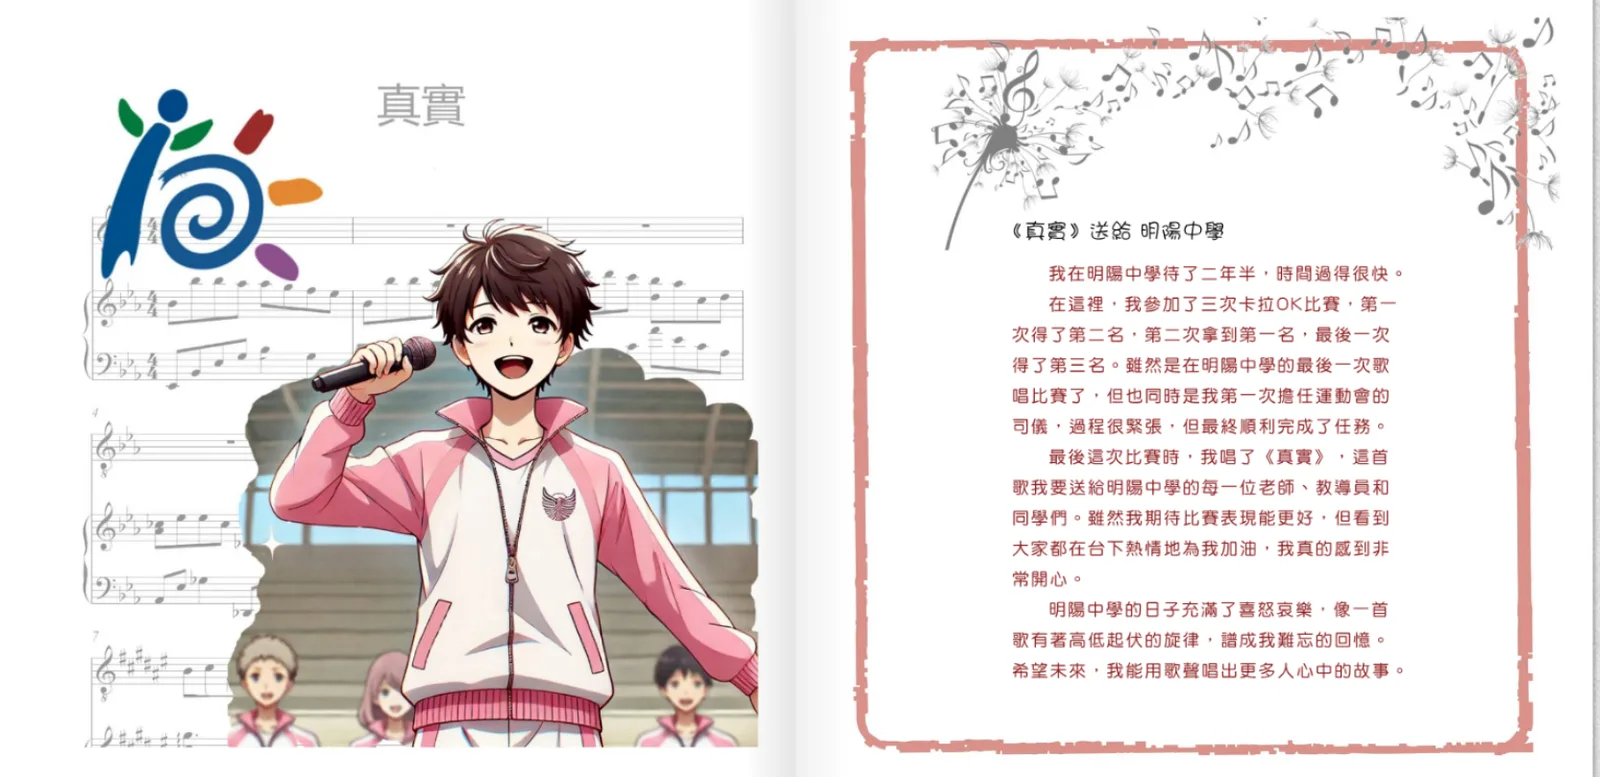 真實
4
7
《真實》送給 明陽中學
我在明陽中學待了二年半，時間過得很快。
在這裡，我參加了三次卡拉OK比賽，第一
次得了第二名，第二次拿到第一名，最後一次
得了第三名。雖然是在明陽中學的最後一次歌
唱比賽了，但也同時是我第一次擔任運動會的
司儀，過程很緊張，但最終順利完成了任務。
最後這次比賽時，我唱了《真實》，這首
歌我要送給明陽中學的每一位老師、教導員和
同學們。雖然我期待比賽表現能更好，但看到
大家都在台下熱情地為我加油，我真的感到非
常開心。
明陽中學的日子充滿了喜怒哀樂，像一首
歌有著高低起伏的旋律，譜成我難忘的回憶。
希望未來，我能用歌聲唱出更多人心中的故事。